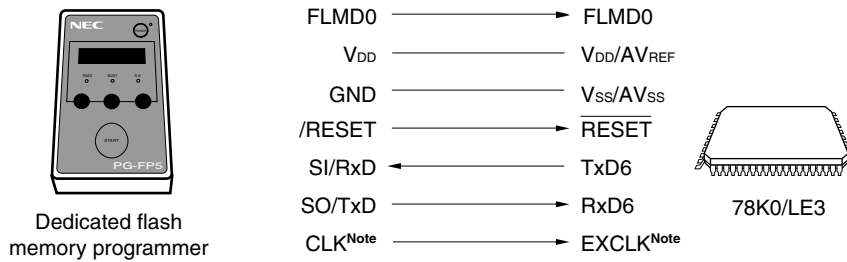 NEC
PASS BUSY N G
START
PG-FP5
Dedicated flash
memory programmer
FLMD0 FLMD0
VDD VDD/AVREF
GND VSS/AVSS
/RESET RESET
SI/RxD TxD6
SO/TxD RxD6
CLKNote EXCLKNote
78K0/LE3